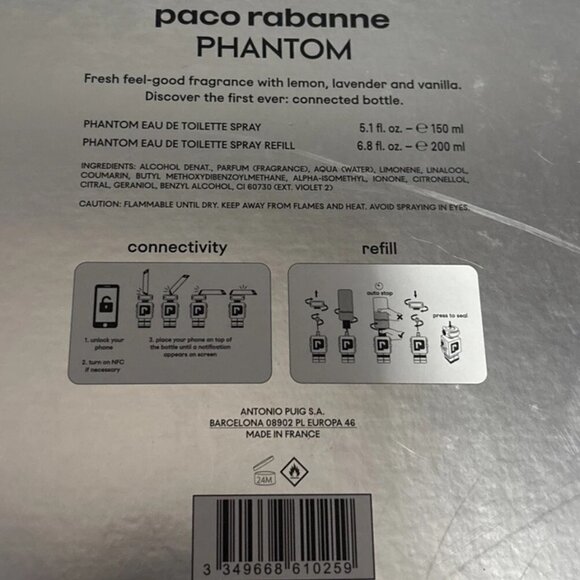 paco rabanne
PHANTOM
Fresh feel-good fragrance with lemon, lavender and vanilla.
Discover the first ever: connected bottle.
PHANTOM EAU DE TOILETTE SPRAY 5.1 fl. oz. – ℮ 150 ml
PHANTOM EAU DE TOILETTE SPRAY REFILL 6.8 fl. oz. – ℮ 200 ml
INGREDIENTS: ALCOHOL DENAT., PARFUM (FRAGRANCE), AQUA (WATER), LIMONENE, LINALOOL,
COUMARIN, BUTYL METHOXYDIBENZOYLMETHANE, ALPHA-ISOMETHYL, IONONE, CITRONELLOL,
CITRAL, GERANIOL, BENZYL ALCOHOL, CI 60730 (EXT. VIOLET 2)
CAUTION: FLAMMABLE UNTIL DRY. KEEP AWAY FROM FLAMES AND HEAT. AVOID SPRAYING IN EYES.
connectivity
1. unlock your
phone
2. turn on NFC
if necessary
3. place your phone on top of
the bottle until a notification
appears on screen
refill
auto stop
press to seal
ANTONIO PUIG S.A.
BARCELONA 08902 PL EUROPA 46
MADE IN FRANCE
24M
3 349668 610259